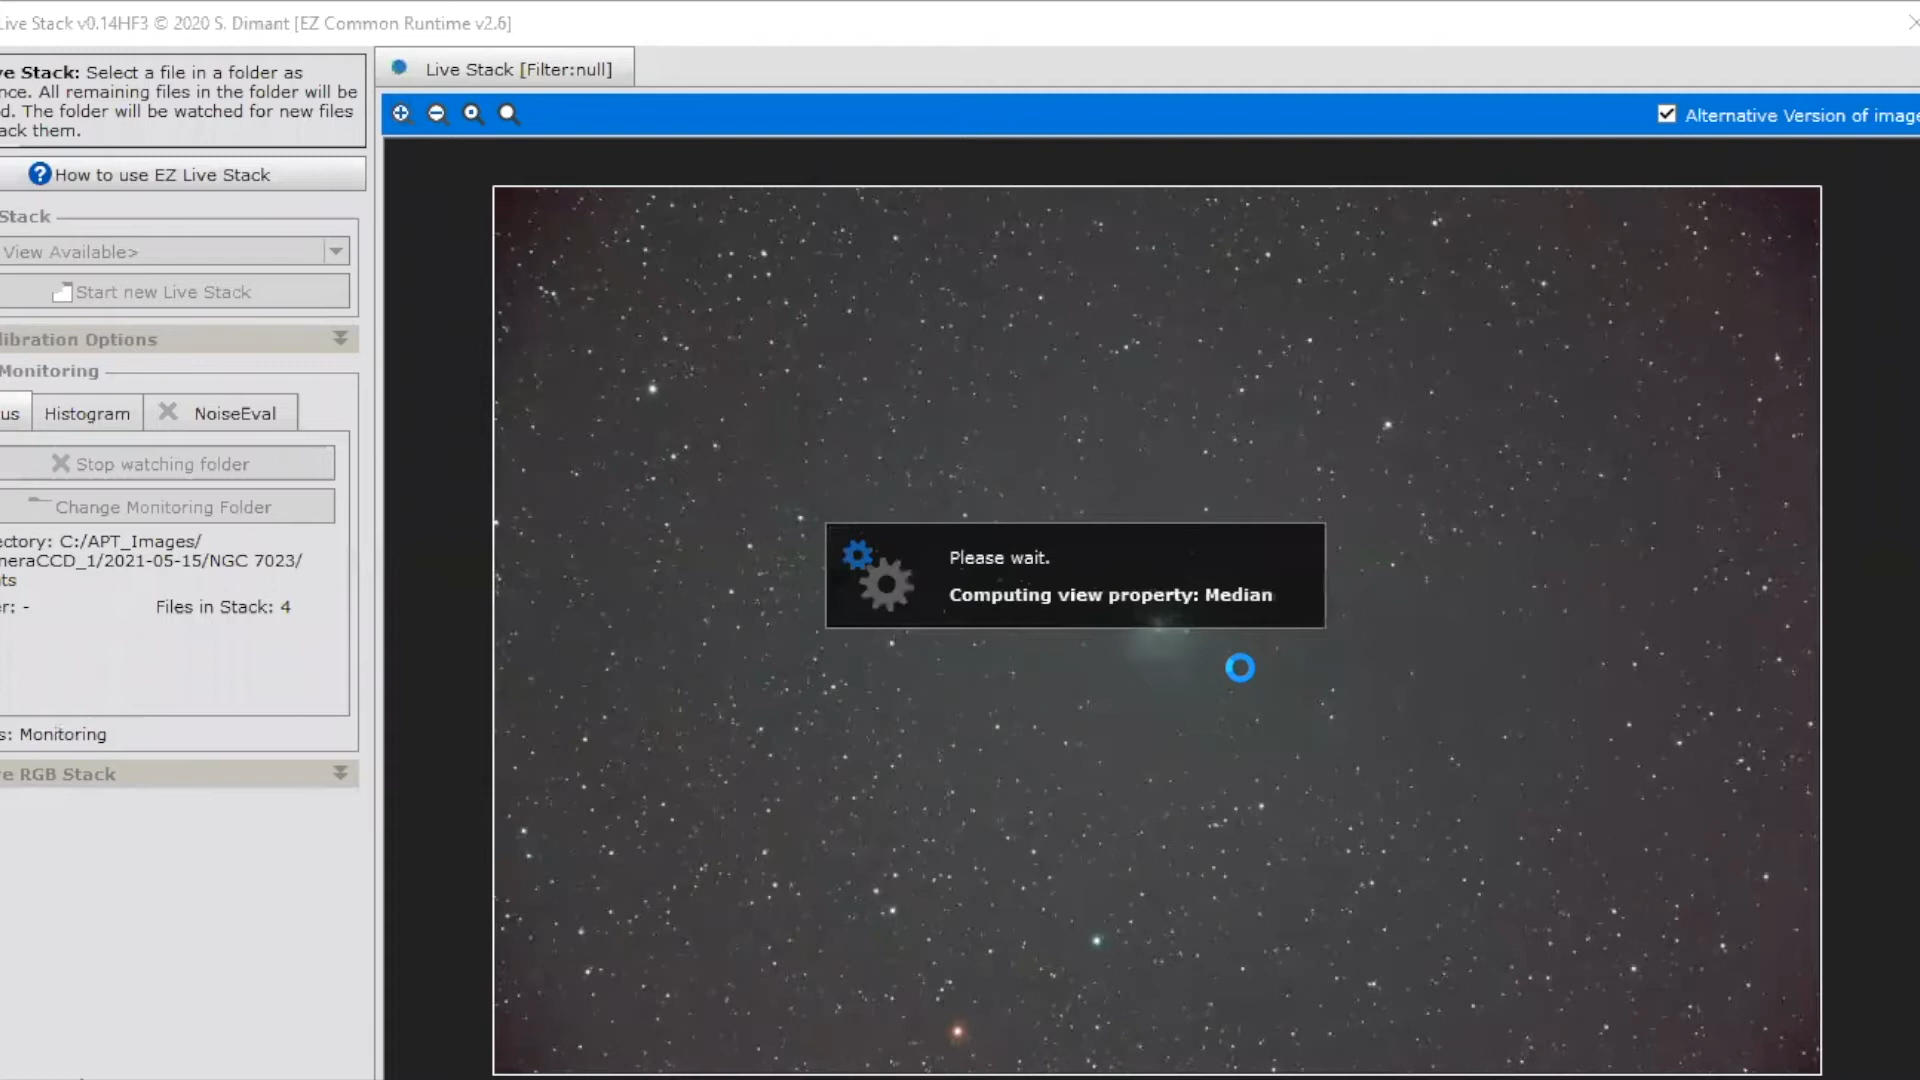 Live Stack v0.14HF3 © 2020 S. Dimant [EZ Common Runtime v2.6]
ve Stack: Select a file in a folder as
nce. All remaining files in the folder will be
d. The folder will be watched for new files
ack them.
How to use EZ Live Stack
Stack
View Available>
Start new Live Stack
libration Options
Monitoring
us
Histogram
NoiseEval
Stop watching folder
Change Monitoring Folder
ectory: C:/APT_Images/
neraCCD_1/2021-05-15/NGC 7023/
ts
er: -
Files in Stack: 4
s: Monitoring
e RGB Stack
Live Stack [Filter:null]
Alternative Version of image
Please wait.
Computing view property: Median